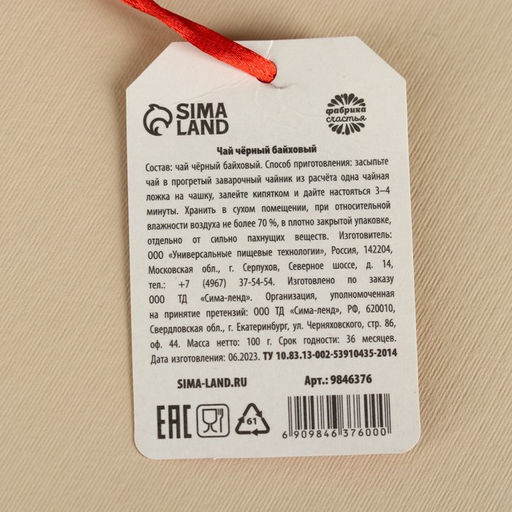 SIMA
LAND
фабрика
счастья
Чай чёрный байховый
Состав: чай чёрный байховый. Способ приготовления: засыпьте
чай в прогретый заварочный чайник из расчёта одна чайная
ложка на чашку, залейте кипятком и дайте настояться 3–4
минуты. Хранить в сухом помещении, при относительной
влажности воздуха не более 70 %, в плотно закрытой упаковке,
отдельно от сильно пахнущих веществ. Изготовитель:
ООО «Универсальные пищевые технологии», Россия, 142204,
Московская обл., г. Серпухов, Северное шоссе, д. 14,
тел.: +7 (4967) 37-54-54. Изготовлено по заказу
ООО ТД «Сима-ленд». Организация, уполномоченная
на принятие претензий: ООО ТД «Сима-ленд», РФ, 620010,
Свердловская обл., г. Екатеринбург, ул. Черняховского, стр. 86,
оф. 44. Масса нетто: 100 г. Срок годности: 36 месяцев.
Дата изготовления: 06.2023. ТУ 10.83.13-002-53910435-2014
SIMA-LAND.RU Арт.: 9846376
EAC 61 6 909846 376000